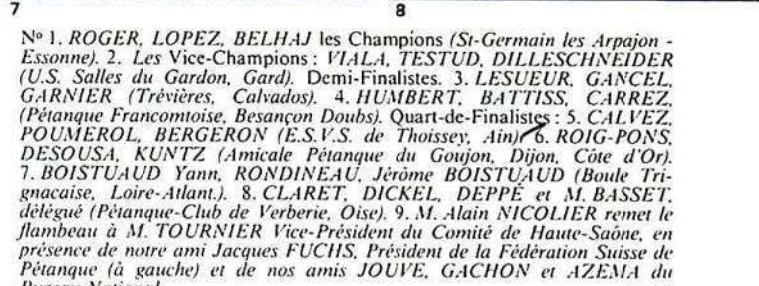 7 8
N° 1. ROGER, LOPEZ, BELHAJ les Champions (St-Germain les Arpajon -
Essonne). 2. Les Vice-Champions : VIALA, TESTUD, DILLESCHNEIDER
(U.S. Salles du Gardon, Gard). Demi-Finalistes. 3. LESUEUR, GANCEL,
GARNIER (Trévières, Calvados). 4. HUMBERT, BATTISS, CARREZ,
(Pétanque Francomtoise, Besançon Doubs). Quart-de-Finalistes : 5. CALVEZ,
POUMEROL, BERGERON (E.S.V.S. de Thoissey, Ain) 6. ROIG-PONS,
DESOUSA, KUNTZ (Amicale Pétanque du Goujon, Dijon, Côte d'Or).
7. BOISTUAUD Yann, RONDINEAU, Jérôme BOISTUAUD (Boule Tri-
gnacaise, Loire-Atlant.). 8. CLARET, DICKEL, DEPPÉ et M. BASSET,
délégué (Pétanque-Club de Verberie, Oise). 9. M. Alain NICOLIER remet le
flambeau à M. TOURNIER Vice-Président du Comité de Haute-Saône, en
présence de notre ami Jacques FUCHS, Président de la Fédération Suisse de
Pétanque (à gauche) et de nos amis JOUVE, GACHON et AZEMA du